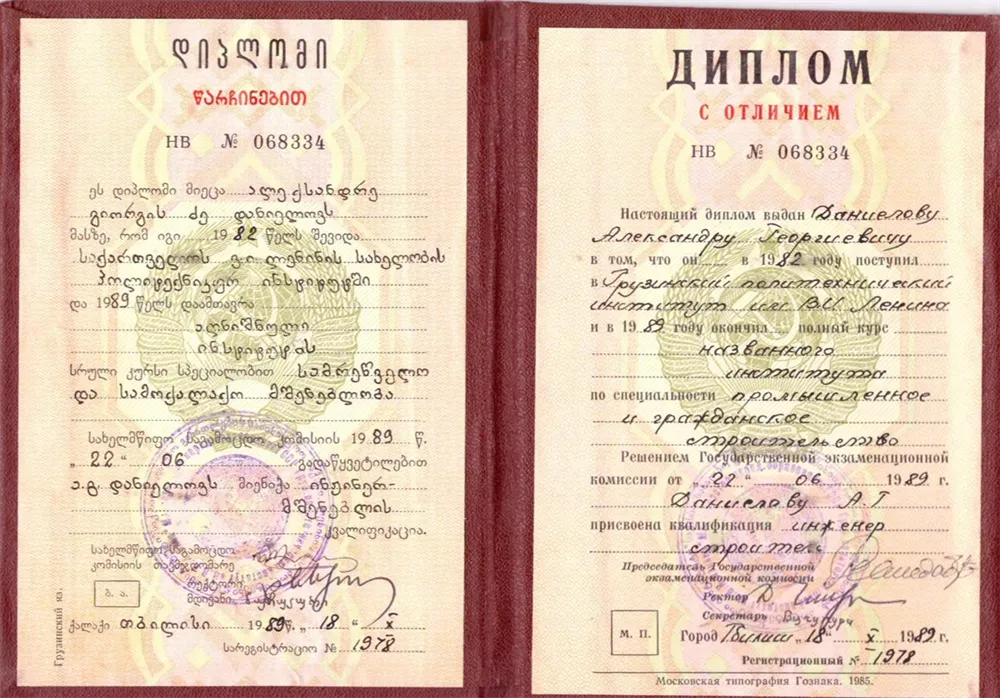 დიპლომი
წარჩინებით
НВ № 068334
ეს დიპლომი მიეცა ალექსანდრე
გიორგის ძე დანიელოვს
მასზე, რომ იგი 1982 წელს შევიდა
საქართველოს ვ.ი. ლენინის სახელობის
პოლიტექნიკურ ინსტიტუტში
და 1989 წელს დაამთავრა
აღნიშნული
ინსტიტუტის
სრული კურსი სპეციალობით სამრეწველო
და სამოქალაქო მშენებლობა
სახელმწიფო საგამოცდო კომისიის 1989 წ.
„22“ 06 გადაწყვეტილებით
ა.გ. დანიელოვს მიენიჭა ინჟინერ-
მშენებლის
კვალიფიკაცია.
სახელმწიფო საგამოცდო
კომისიის თავმჯდომარე
რექტორი
მდივანი
ბ. ა.
ქალაქი თბილისი 1989 წ. „18“ X
სარეგისტრაციო № 1978
Грузинский яз.
ДИПЛОМ
С ОТЛИЧИЕМ
НВ № 068334
Настоящий диплом выдан Даниелову
Александру Георгиевичу
в том, что он в 1982 году поступил
в Грузинский политехнический
институт им В.И. Ленина
и в 1989 году окончил полный курс
названного
института
по специальности промышленное
и гражданское
строительство
Решением Государственной экзаменационной
комиссии от „22“ 06 1989 г.
Даниелову А.Г
присвоена квалификация инженер
строитель
Председатель Государственной
экзаменационной комиссии
Ректор
Секретарь
М. П.
Город Тбилиси „18“ X 1989 г.
Регистрационный № 1978
Московская типография Гознака. 1985.